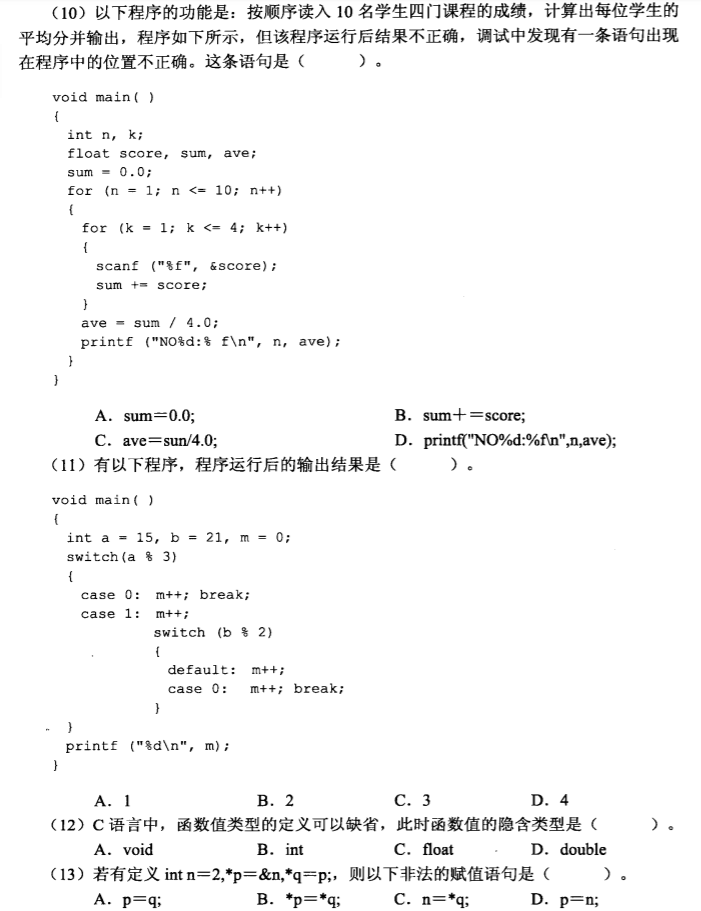 （10）以下程序的功能是：按顺序读入 10 名学生四门课程的成绩，计算出每位学生的
平均分并输出，程序如下所示，但该程序运行后结果不正确，调试中发现有一条语句出现
在程序中的位置不正确。这条语句是（　　）。
void main( )
{
int n, k;
float score, sum, ave;
sum = 0.0;
for (n = 1; n <= 10; n++)
{
for (k = 1; k <= 4; k++)
{
scanf ("%f", &score);
sum += score;
}
ave = sum / 4.0;
printf ("NO%d:% f\n", n, ave);
}
}
A．sum＝0.0;　　B．sum＋＝score;
C．ave＝sun/4.0;　　D．printf("NO%d:%f\n",n,ave);
（11）有以下程序，程序运行后的输出结果是（　　）。
void main( )
{
int a = 15, b = 21, m = 0;
switch(a % 3)
{
case 0: m++; break;
case 1: m++;
switch (b % 2)
{
default: m++;
case 0: m++; break;
}
}
printf ("%d\n", m);
}
A．1　　B．2　　C．3　　D．4
（12）C 语言中，函数值类型的定义可以缺省，此时函数值的隐含类型是（　　）。
A．void　　B．int　　C．float　　D．double
（13）若有定义 int n＝2,*p＝&n,*q＝p;，则以下非法的赋值语句是（　　）。
A．p＝q;　　B．*p＝*q;　　C．n＝*q;　　D．p＝n;